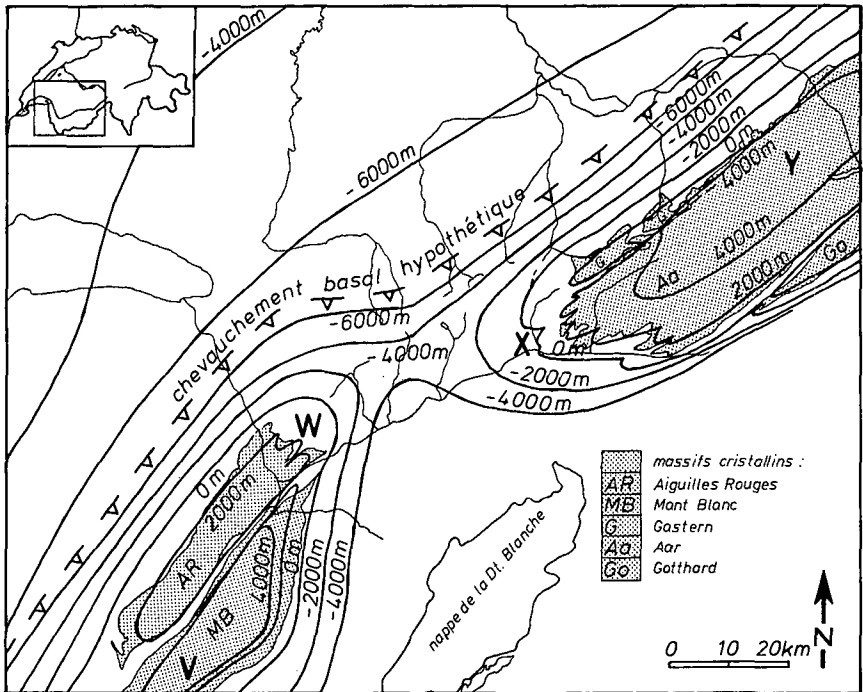 -4000m
-6000m
-6000m
-4000m
-2000m
0m
4000m
Y
4000m
2000m
Go
Aa
chevauchement basal hypothétique
-6000m
-4000m
X
0m
-2000m
-4000m
W
0m
2000m
AR
4000m
0m
-2000m
-4000m
MB
V
nappe de la Dt. Blanche
massifs cristallins :
AR Aiguilles Rouges
MB Mont Blanc
G Gastern
Aa Aar
Go Gotthard
0 10 20km
N